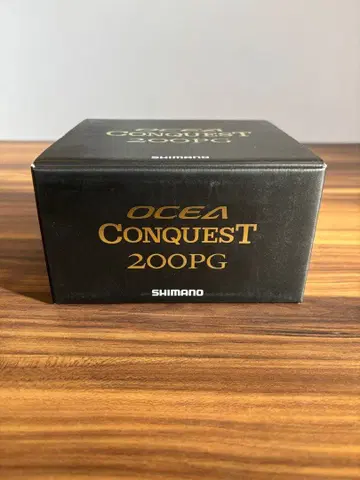 OCEA
CONQUEST
200PG
SHIMANO
OCEA
CONQUEST
200PG
SHIMANO